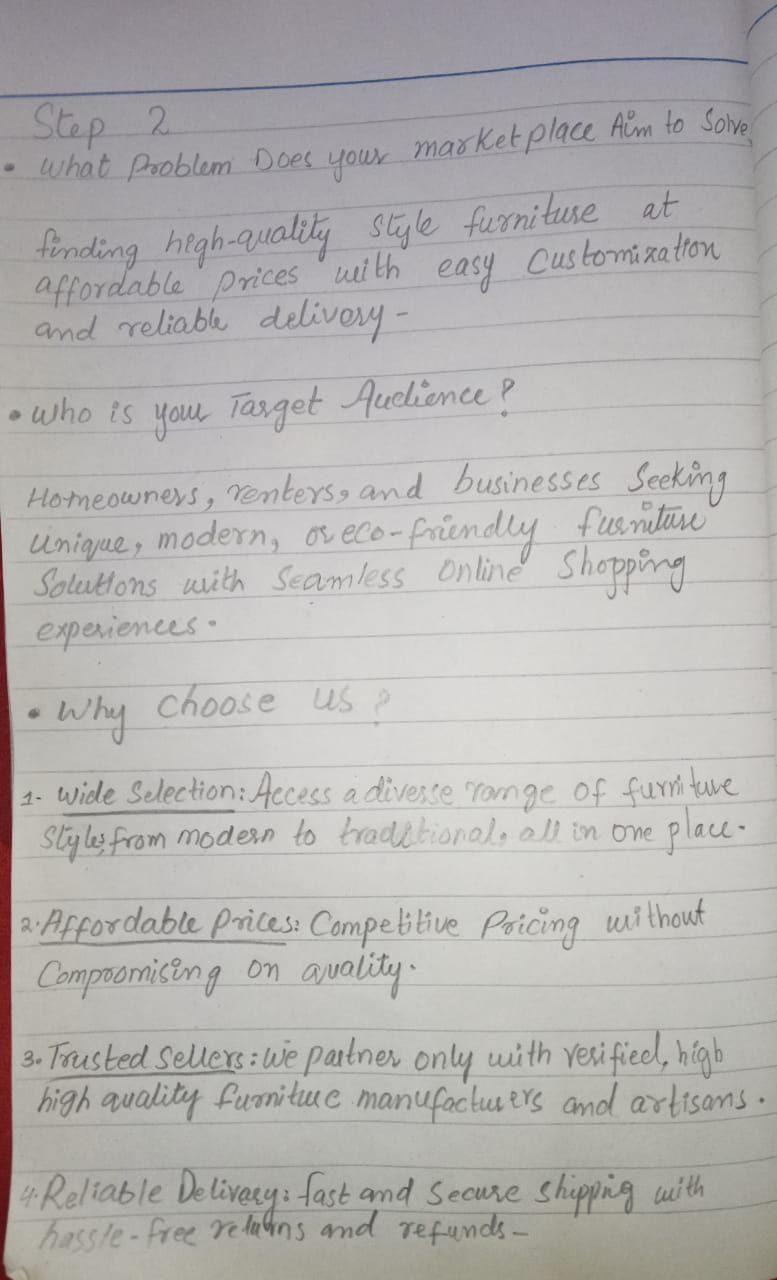 Step 2
• What Problem Does your marketplace Aim to Solve
finding high-quality style furniture at
affordable prices with easy Customization
and reliable delivery-
• Who is your Target Audience?
Homeowners, renters, and businesses Seeking
unique, modern, or eco-friendly furniture
Solutions with Seamless Online Shopping
experiences.
• Why Choose us?
1- Wide Selection: Access a diverse range of furniture
Styles, from modern to traditional, all in one place.
2. Affordable Prices: Competitive Pricing without
Compromising on quality.
3. Trusted Sellers: We partner only with verified, high
high quality furniture manufacturers and artisans.
4. Reliable Delivery: fast and Secure shipping with
hassle-free returns and refunds-